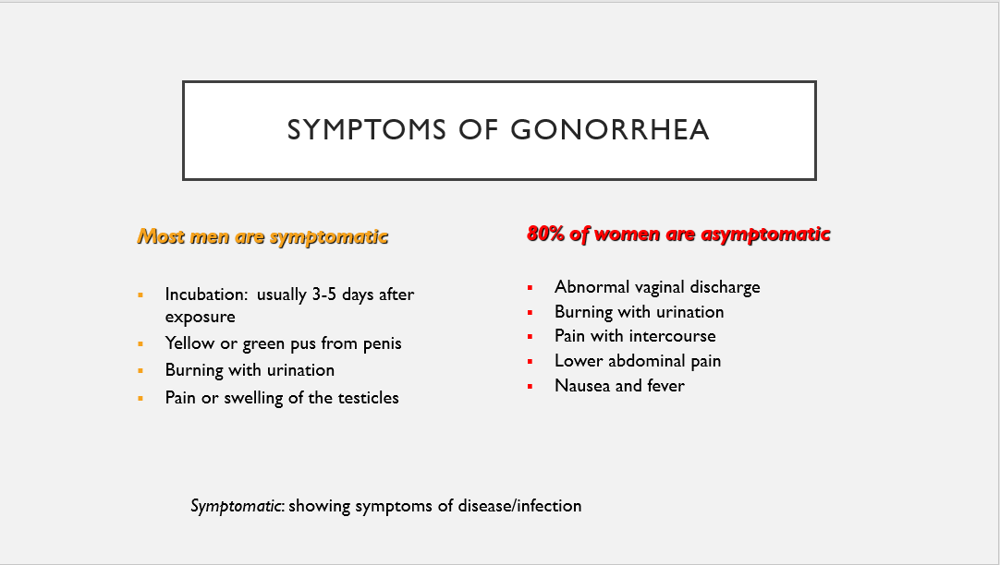 SYMPTOMS OF GONORRHEA
Most men are symptomatic
Incubation: usually 3-5 days after
exposure
Yellow or green pus from penis
Burning with urination
Pain or swelling of the testicles
80% of women are asymptomatic
Abnormal vaginal discharge
Burning with urination
Pain with intercourse
Lower abdominal pain
Nausea and fever
Symptomatic: showing symptoms of disease/infection